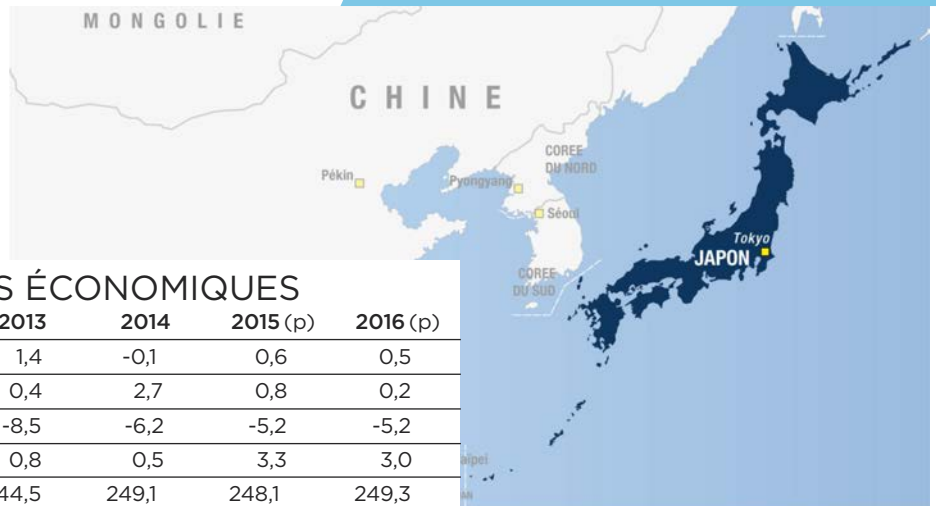 MONGOLIE
CHINE
COREE
DU NORD
Pékin
Pyongyang
Séoul
Tokyo
JAPON
COREE
DU SUD
S ÉCONOMIQUES
2013 2014 2015 (p) 2016 (p)
1,4 -0,1 0,6 0,5
0,4 2,7 0,8 0,2
-8,5 -6,2 -5,2 -5,2
0,8 0,5 3,3 3,0
44,5 249,1 248,1 249,3
aïpei
AN